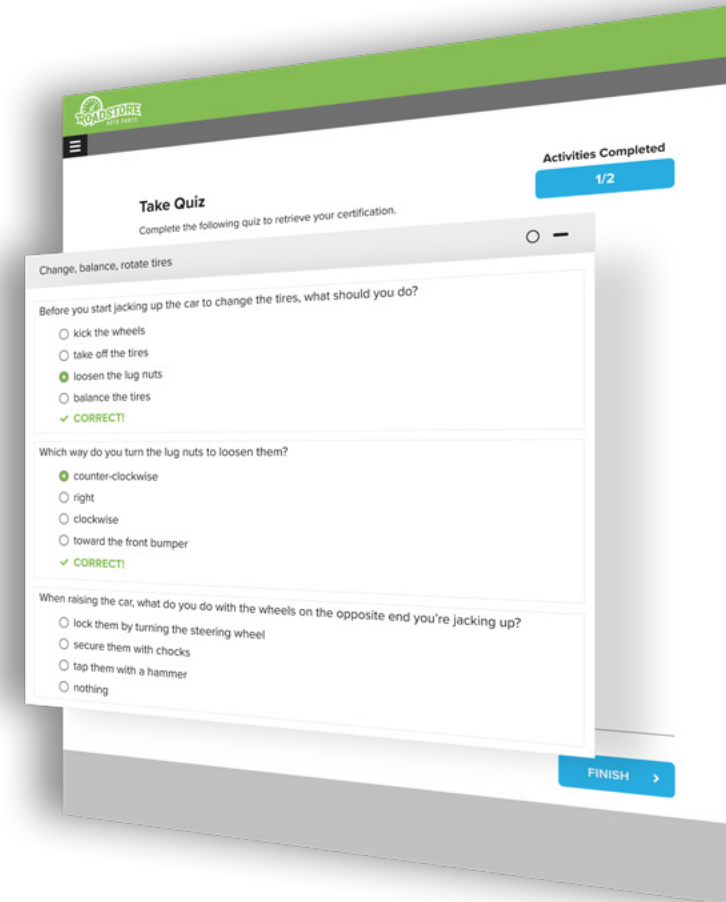 ROADSTORE
AUTO PARTS
Activities Completed
1/2
Take Quiz
Complete the following quiz to retrieve your certification.
Change, balance, rotate tires
Before you start jacking up the car to change the tires, what should you do?
kick the wheels
take off the tires
loosen the lug nuts
balance the tires
✓ CORRECT!
Which way do you turn the lug nuts to loosen them?
counter-clockwise
right
clockwise
toward the front bumper
✓ CORRECT!
When raising the car, what do you do with the wheels on the opposite end you're jacking up?
lock them by turning the steering wheel
secure them with chocks
tap them with a hammer
nothing
FINISH >